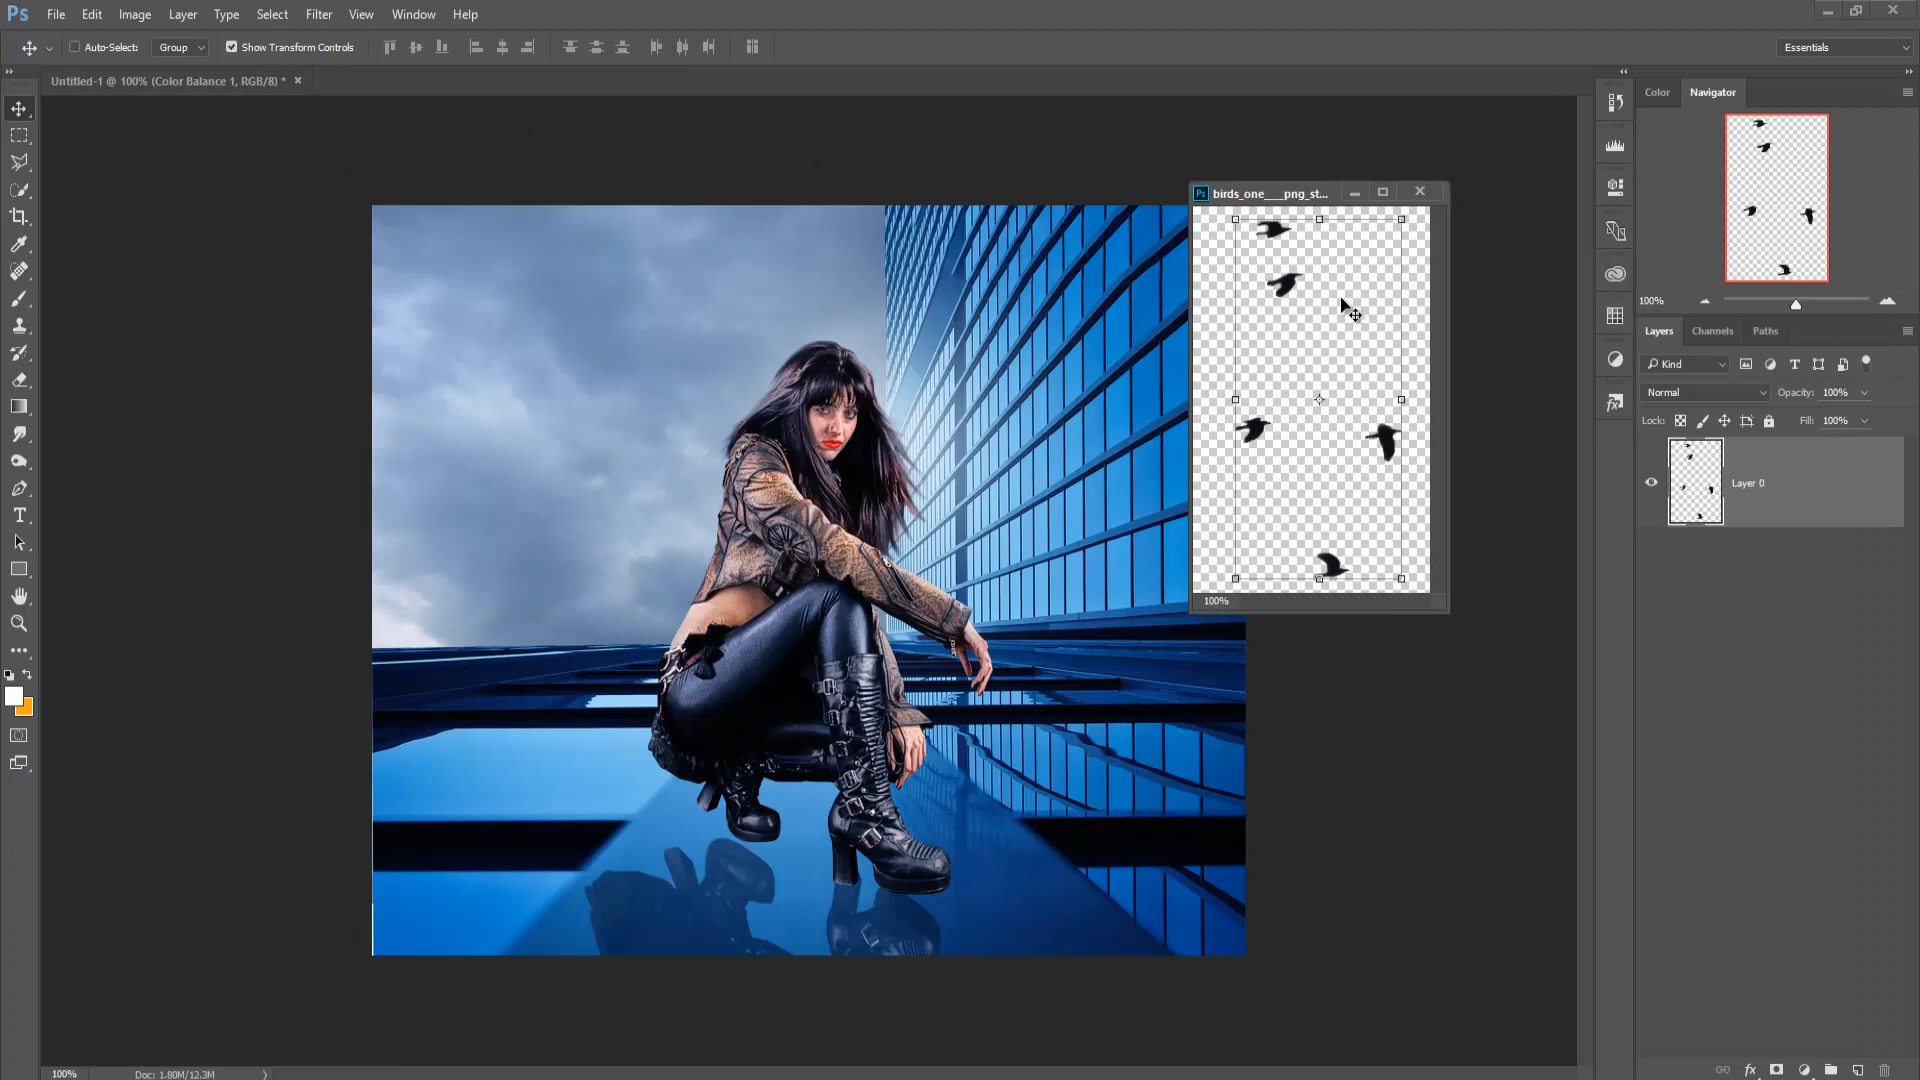 Ps File Edit Image Layer Type Select Filter View Window Help
Auto-Select: Group Show Transform Controls Essentials
Untitled-1 @ 100% (Color Balance 1, RGB/8) * ×
Color Navigator
Ps birds_one____png_st...
100%
100%
Layers Channels Paths
Kind
Normal Opacity: 100%
Lock: Fill: 100%
Layer 0
100% Doc: 1.80M/12.3M